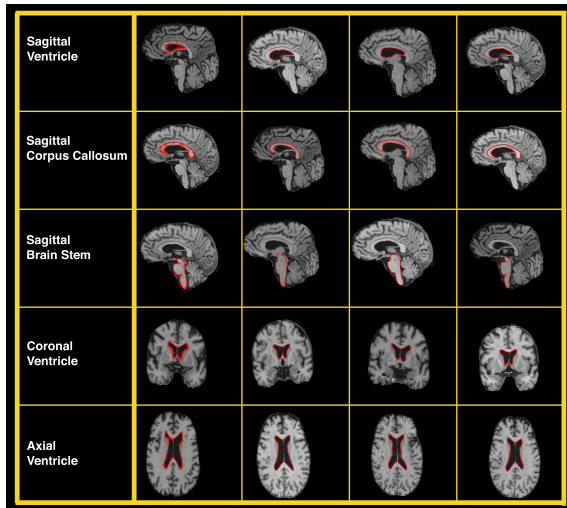 Sagittal
Ventricle
Sagittal
Corpus Callosum
Sagittal
Brain Stem
Coronal
Ventricle
Axial
Ventricle